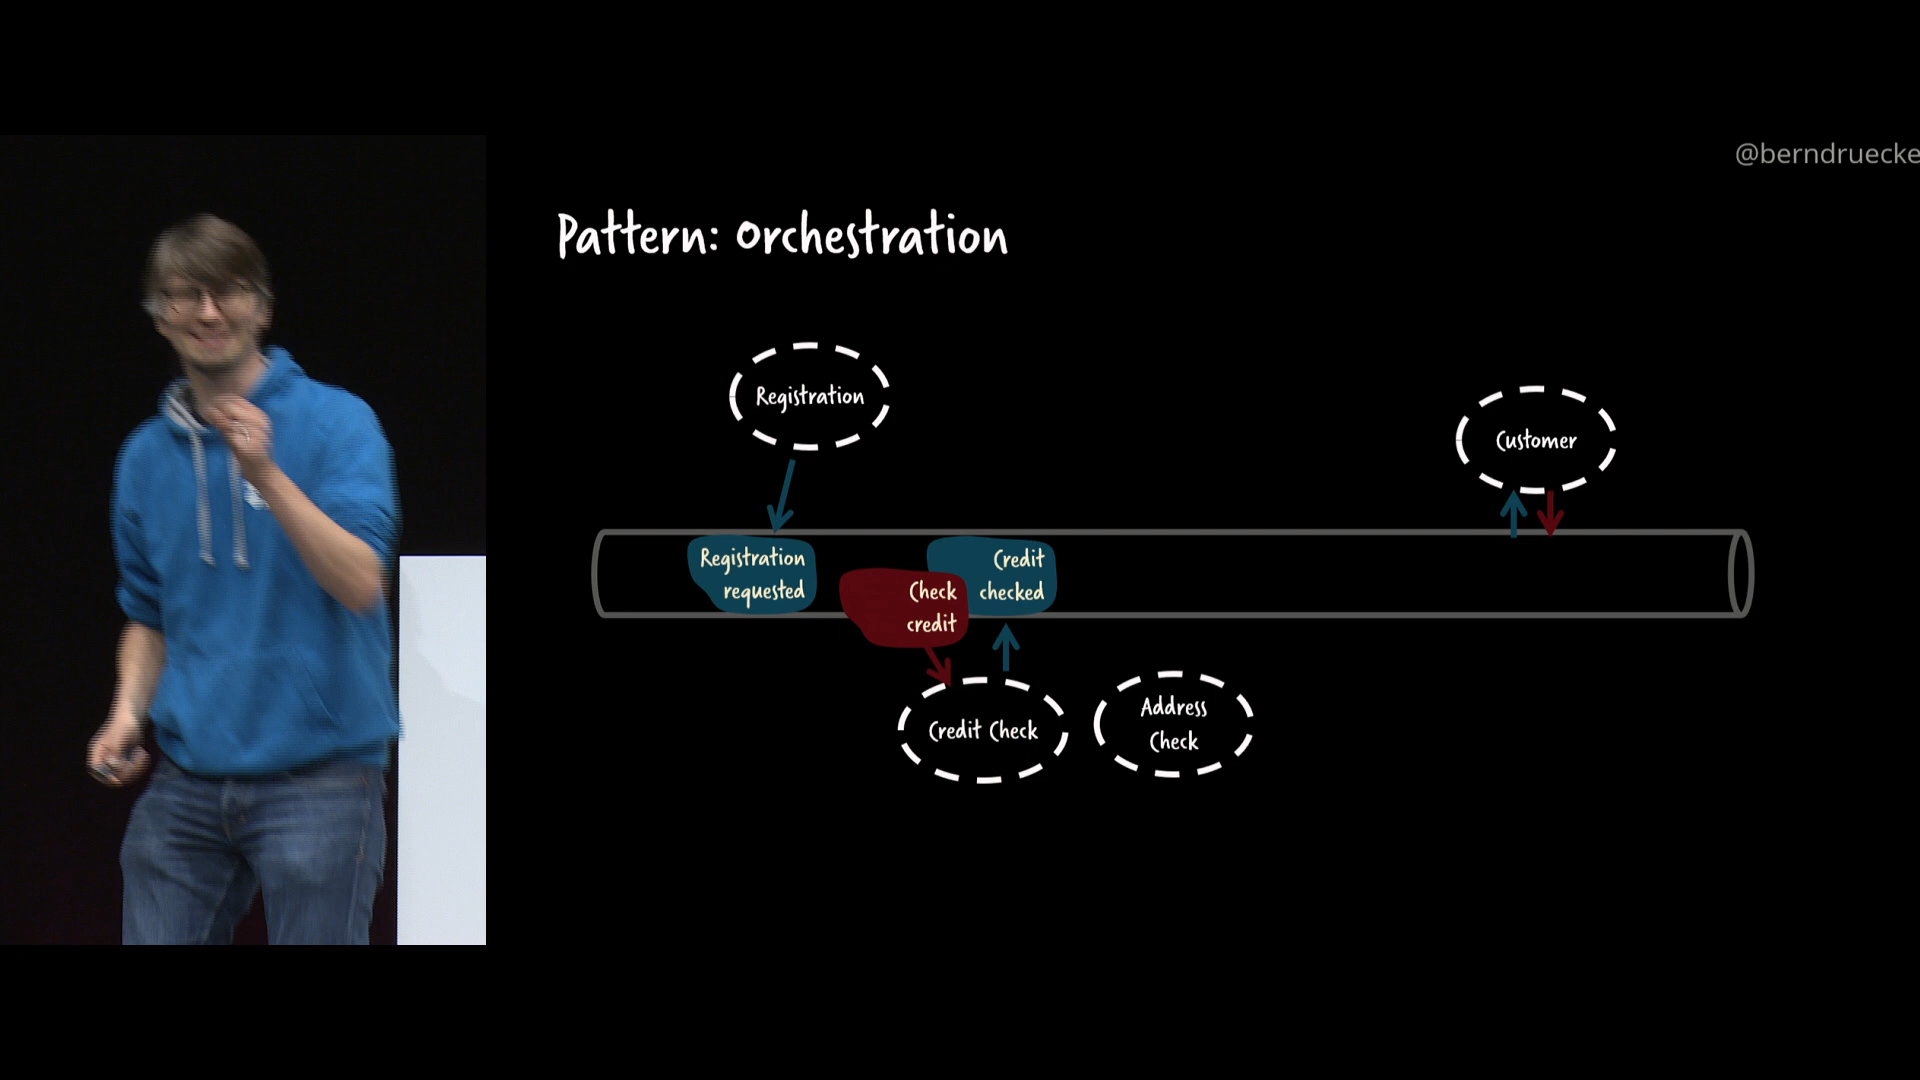 @berndruecke
Pattern: Orchestration
Registration
Customer
Registration
requested
Credit
checked
Check
credit
Credit Check
Address
Check